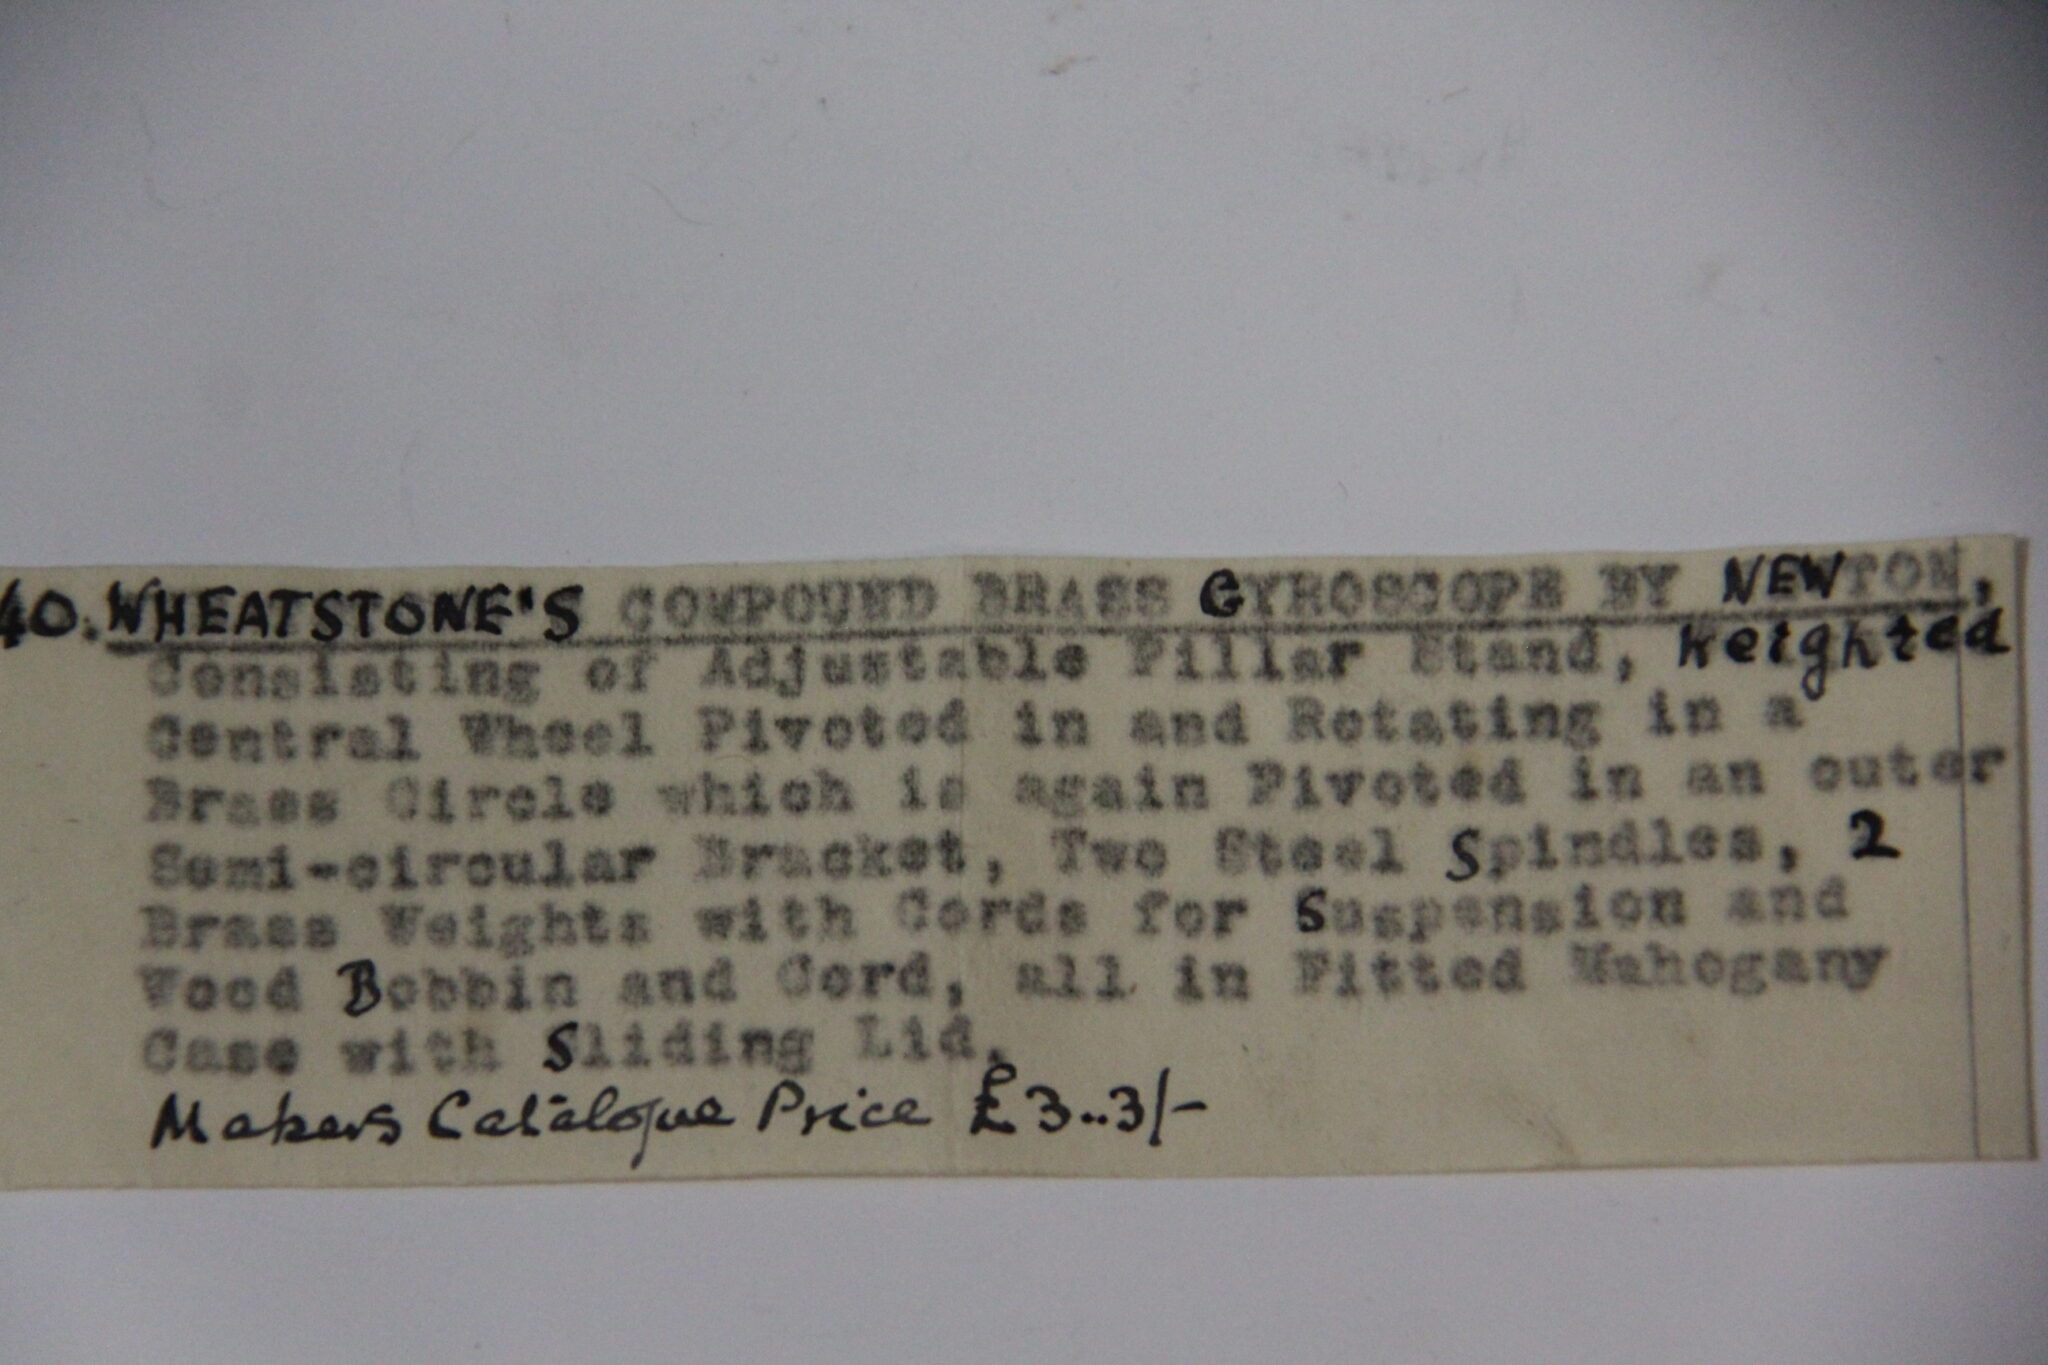 40. WHEATSTONE'S COMPOUND BRASS GYROSCOPE BY NEWTON,
Consisting of Adjustable Pillar Stand, Weighted
Central Wheel Pivoted in and Rotating in a
Brass Circle which is again Pivoted in an outer
Semi-circular Bracket, Two Steel Spindles, 2
Brass Weights with Cords for Suspension and
Wood Bobbin and Cord, all in Fitted Mahogany
Case with Sliding Lid.
Makers Catalogue Price £3..3/-